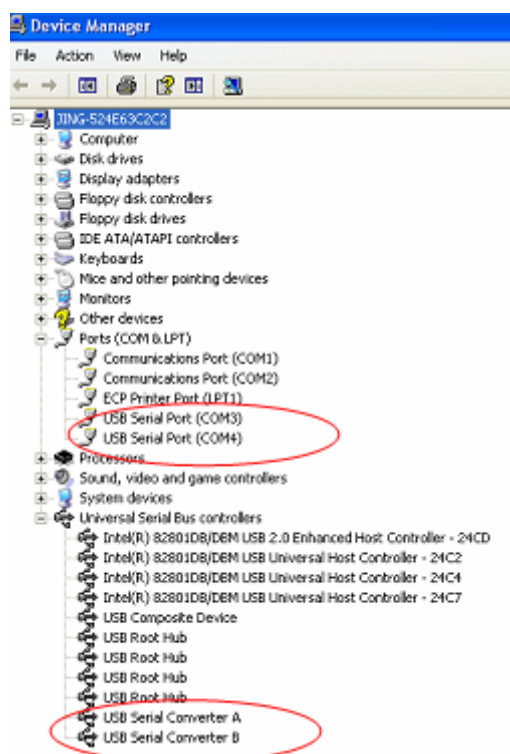 Device Manager
File Action View Help
JING-524E63C2C2
Computer
Disk drives
Display adapters
Floppy disk controllers
Floppy disk drives
IDE ATA/ATAPI controllers
Keyboards
Mice and other pointing devices
Monitors
Other devices
Ports (COM & LPT)
Communications Port (COM1)
Communications Port (COM2)
ECP Printer Port (LPT1)
USB Serial Port (COM3)
USB Serial Port (COM4)
Processors
Sound, video and game controllers
System devices
Universal Serial Bus controllers
Intel(R) 82801DB/DBM USB 2.0 Enhanced Host Controller - 24CD
Intel(R) 82801DB/DBM USB Universal Host Controller - 24C2
Intel(R) 82801DB/DBM USB Universal Host Controller - 24C4
Intel(R) 82801DB/DBM USB Universal Host Controller - 24C7
USB Composite Device
USB Root Hub
USB Root Hub
USB Root Hub
USB Root Hub
USB Serial Converter A
USB Serial Converter B